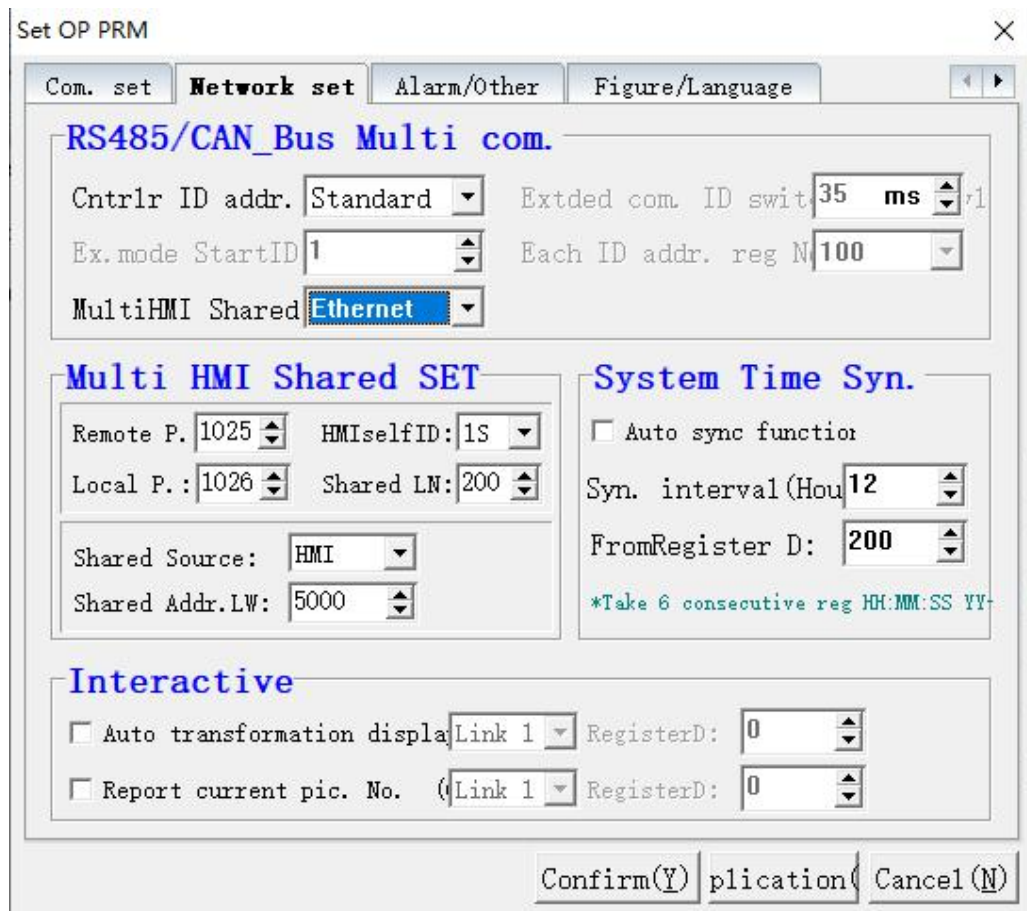 Set OP PRM
Com. set Network set Alarm/Other Figure/Language
RS485/CAN_Bus Multi com.
Cntrlr ID addr. Standard Extded com. ID swit 35 ms
Ex.mode StartID 1 Each ID addr. reg N 100
MultiHMI Shared Ethernet
Multi HMI Shared SET
Remote P. 1025 HMIselfID: 1S
Local P.: 1026 Shared LN: 200
Shared Source: HMI
Shared Addr.LW: 5000
System Time Syn.
Auto sync function
Syn. interval(Hou 12
FromRegister D: 200
*Take 6 consecutive reg HH:MM:SS YY-
Interactive
Auto transformation displa Link 1 RegisterD: 0
Report current pic. No. ( Link 1 RegisterD: 0
Confirm(Y) plication( Cancel(N)